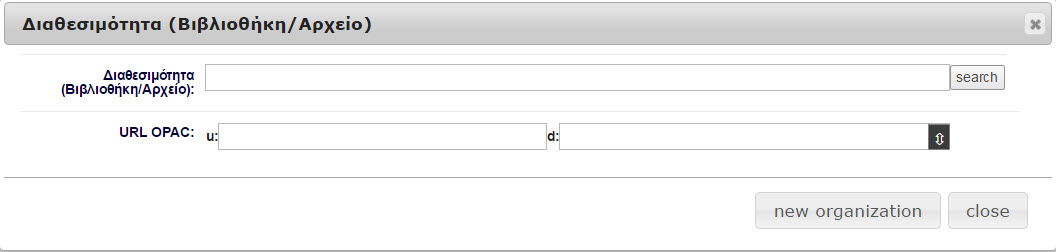 Διαθεσιμότητα (Βιβλιοθήκη/Αρχείο)
Διαθεσιμότητα
(Βιβλιοθήκη/Αρχείο):
search
URL OPAC: u: d:
new organization close